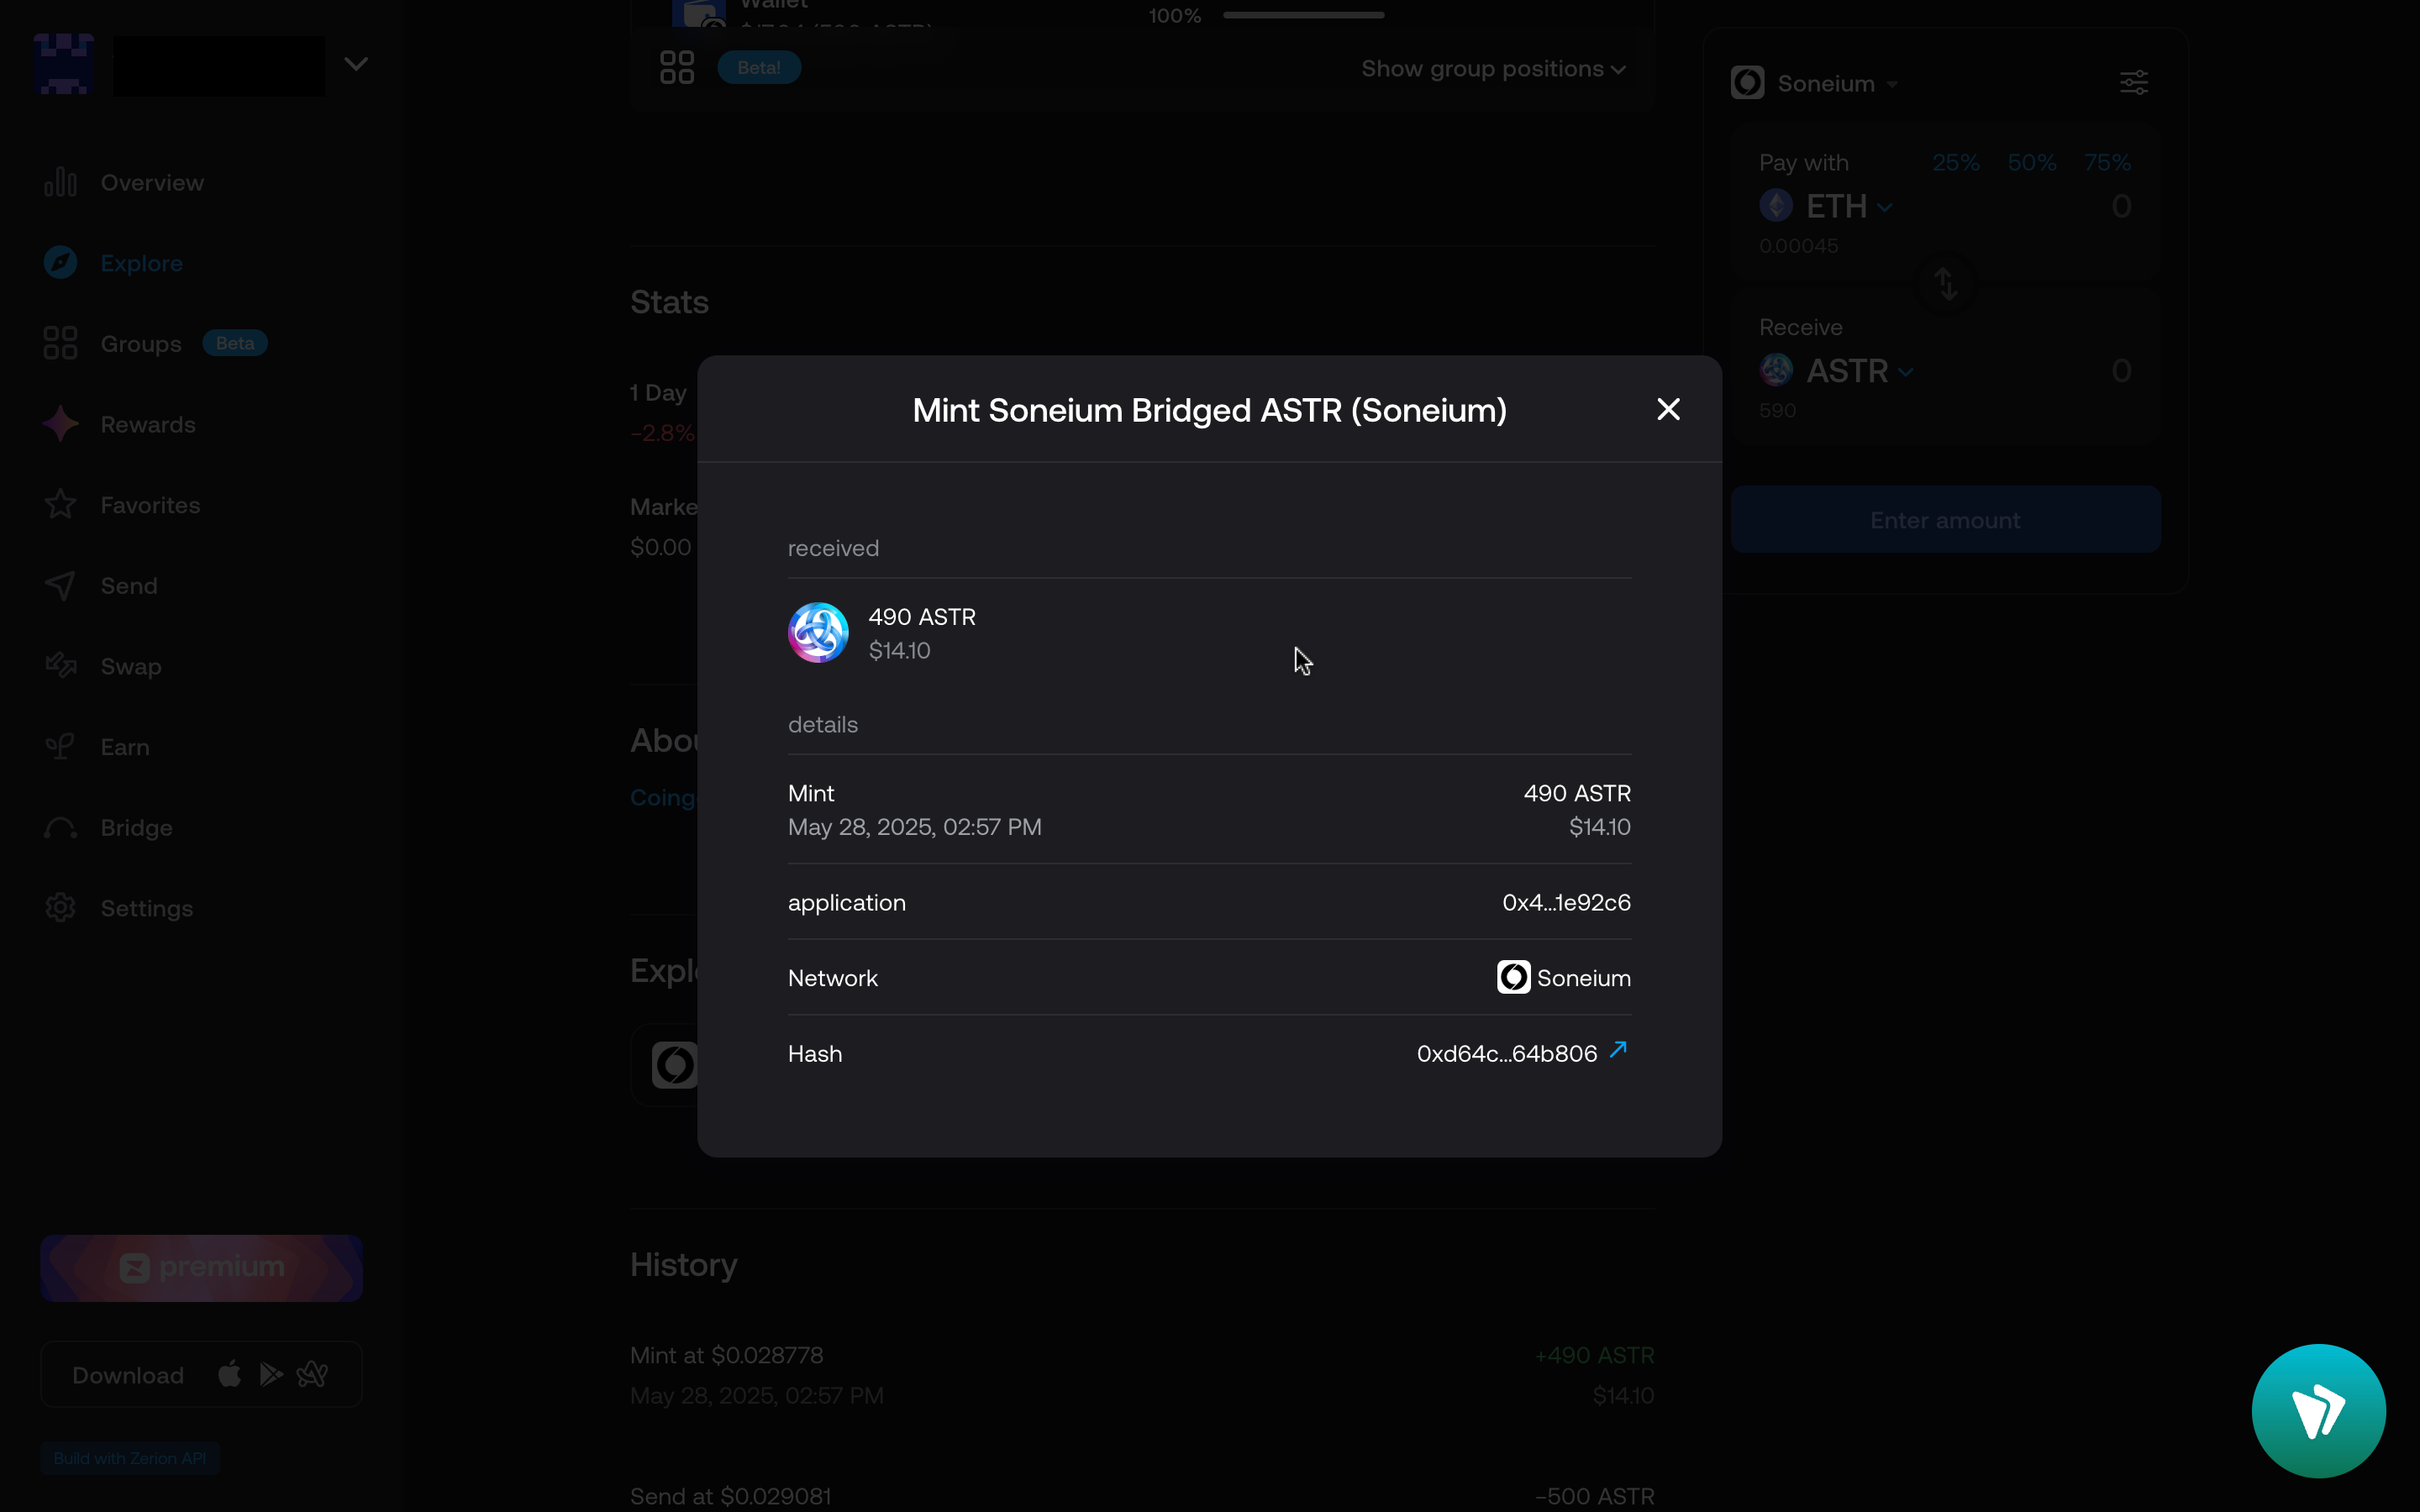 Wallet
100%
Beta!
Show group positions
Overview
Explore
Groups Beta
Rewards
Favorites
Send
Swap
Earn
Bridge
Settings
premium
Download
Build with Zerion API
Stats
1 Day
-2.8%
Marke
$0.00
Abou
Coing
Expl
Mint Soneium Bridged ASTR (Soneium)
received
490 ASTR
$14.10
details
Mint 490 ASTR
May 28, 2025, 02:57 PM $14.10
application 0x4...1e92c6
Network Soneium
Hash 0xd64c...64b806
History
Mint at $0.028778 +490 ASTR
May 28, 2025, 02:57 PM $14.10
Send at $0.029081 -500 ASTR
Soneium
Pay with 25% 50% 75%
ETH 0
0.00045
Receive
ASTR 0
590
Enter amount